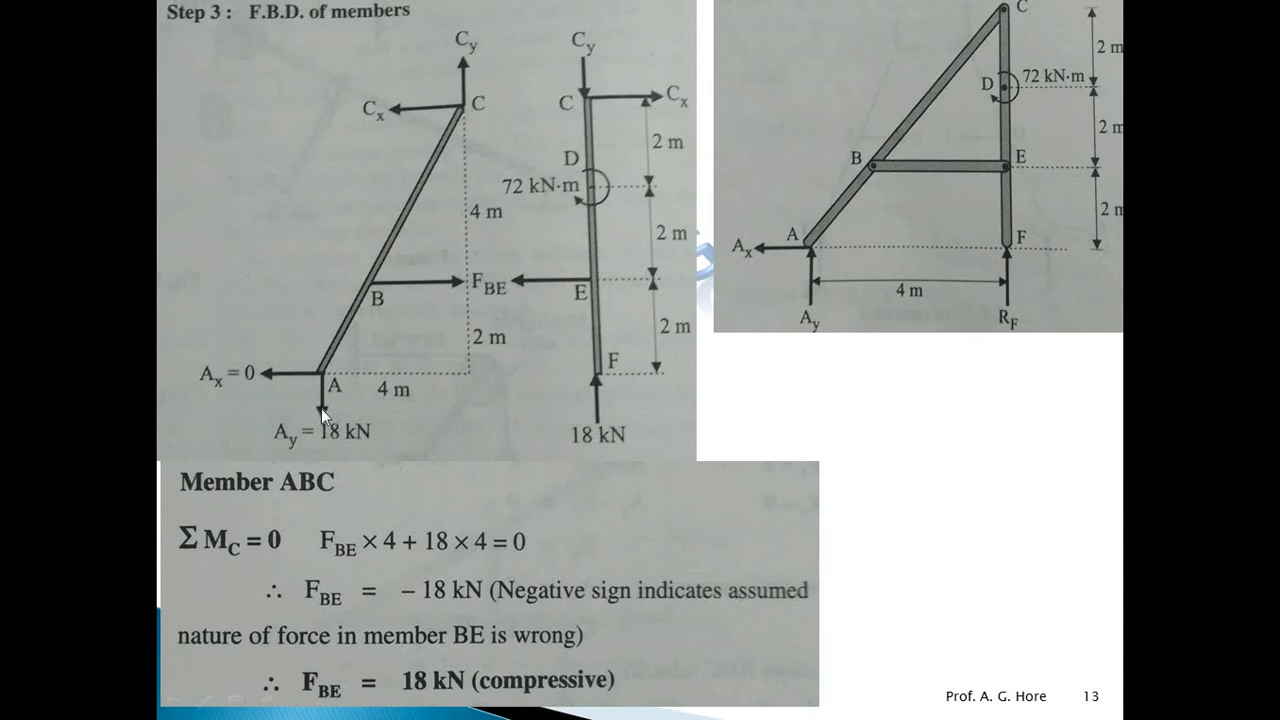 Step 3 : F.B.D. of members
Cy
Cx
C
4 m
B
FBE
2 m
Ax = 0
A
4 m
Ay = 18 kN
Cy
C
Cx
2 m
D
72 kN·m
2 m
E
2 m
F
18 kN
C
2 m
D
72 kN·m
2 m
B
E
2 m
A
Ax
F
4 m
Ay
RF
Member ABC
Σ MC = 0 FBE × 4 + 18 × 4 = 0
∴ FBE = – 18 kN (Negative sign indicates assumed
nature of force in member BE is wrong)
∴ FBE = 18 kN (compressive)
Prof. A. G. Hore 13